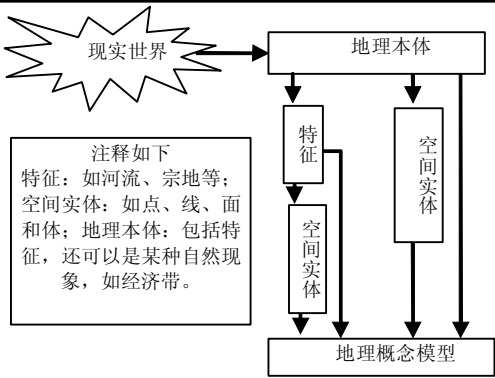 现实世界
地理本体
特征
空间实体
空间实体
注释如下
特征：如河流、宗地等；
空间实体：如点、线、面
和体；地理本体：包括特
征，还可以是某种自然现
象，如经济带。
地理概念模型